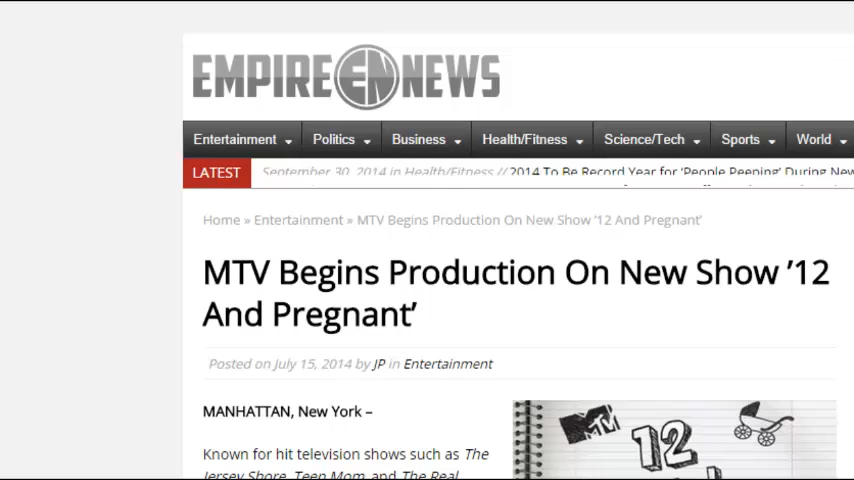 EMPIRE EN NEWS
Entertainment Politics Business Health/Fitness Science/Tech Sports World
LATEST September 30, 2014 in Health/Fitness // 2014 To Be Record Year for ‘People Peeping’ During New
Home » Entertainment » MTV Begins Production On New Show ’12 And Pregnant’
MTV Begins Production On New Show ’12
And Pregnant’
Posted on July 15, 2014 by JP in Entertainment
MANHATTAN, New York –
Known for hit television shows such as The
Jersey Shore, Teen Mom, and The Real
MTV
12